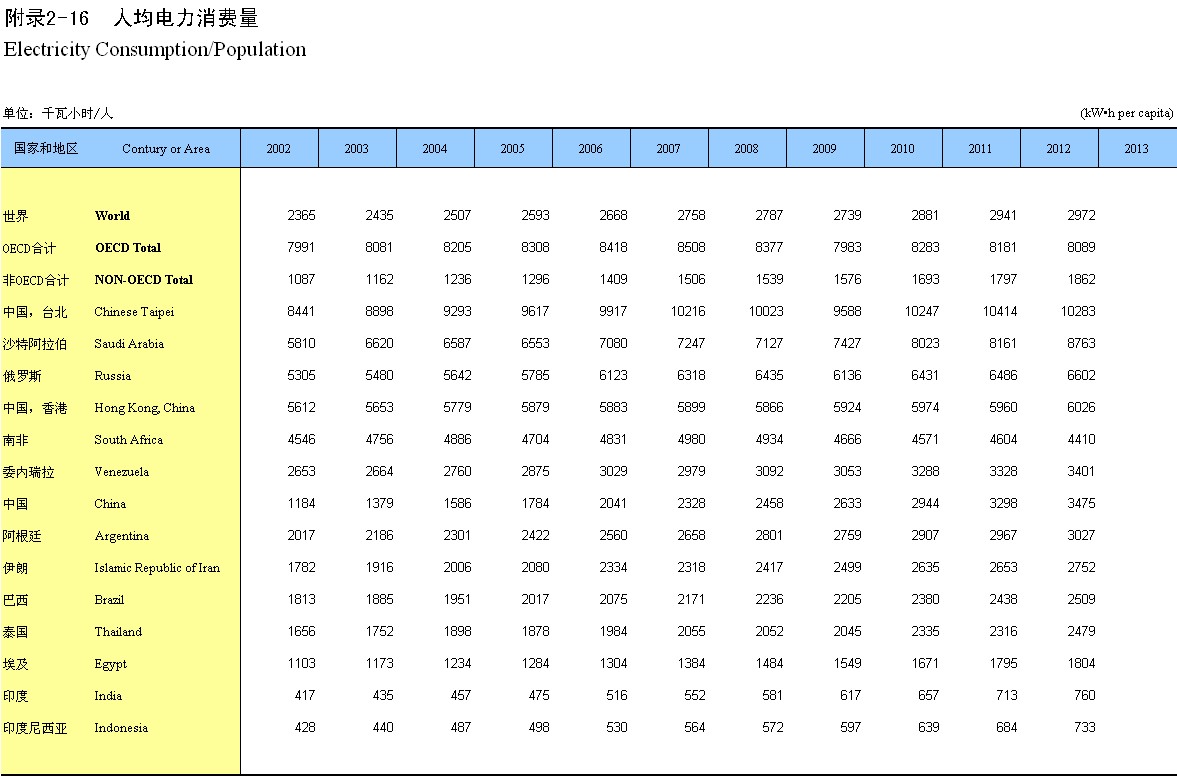 附录2-16 人均电力消费量
Electricity Consumption/Population
单位：千瓦小时/人 (kW•h per capita)
国家和地区 Contury or Area 2002 2003 2004 2005 2006 2007 2008 2009 2010 2011 2012 2013
世界 World 2365 2435 2507 2593 2668 2758 2787 2739 2881 2941 2972
OECD合计 OECD Total 7991 8081 8205 8308 8418 8508 8377 7983 8283 8181 8089
非OECD合计 NON-OECD Total 1087 1162 1236 1296 1409 1506 1539 1576 1693 1797 1862
中国，台北 Chinese Taipei 8441 8898 9293 9617 9917 10216 10023 9588 10247 10414 10283
沙特阿拉伯 Saudi Arabia 5810 6620 6587 6553 7080 7247 7127 7427 8023 8161 8763
俄罗斯 Russia 5305 5480 5642 5785 6123 6318 6435 6136 6431 6486 6602
中国，香港 Hong Kong, China 5612 5653 5779 5879 5883 5899 5866 5924 5974 5960 6026
南非 South Africa 4546 4756 4886 4704 4831 4980 4934 4666 4571 4604 4410
委内瑞拉 Venezuela 2653 2664 2760 2875 3029 2979 3092 3053 3288 3328 3401
中国 China 1184 1379 1586 1784 2041 2328 2458 2633 2944 3298 3475
阿根廷 Argentina 2017 2186 2301 2422 2560 2658 2801 2759 2907 2967 3027
伊朗 Islamic Republic of Iran 1782 1916 2006 2080 2334 2318 2417 2499 2635 2653 2752
巴西 Brazil 1813 1885 1951 2017 2075 2171 2236 2205 2380 2438 2509
泰国 Thailand 1656 1752 1898 1878 1984 2055 2052 2045 2335 2316 2479
埃及 Egypt 1103 1173 1234 1284 1304 1384 1484 1549 1671 1795 1804
印度 India 417 435 457 475 516 552 581 617 657 713 760
印度尼西亚 Indonesia 428 440 487 498 530 564 572 597 639 684 733